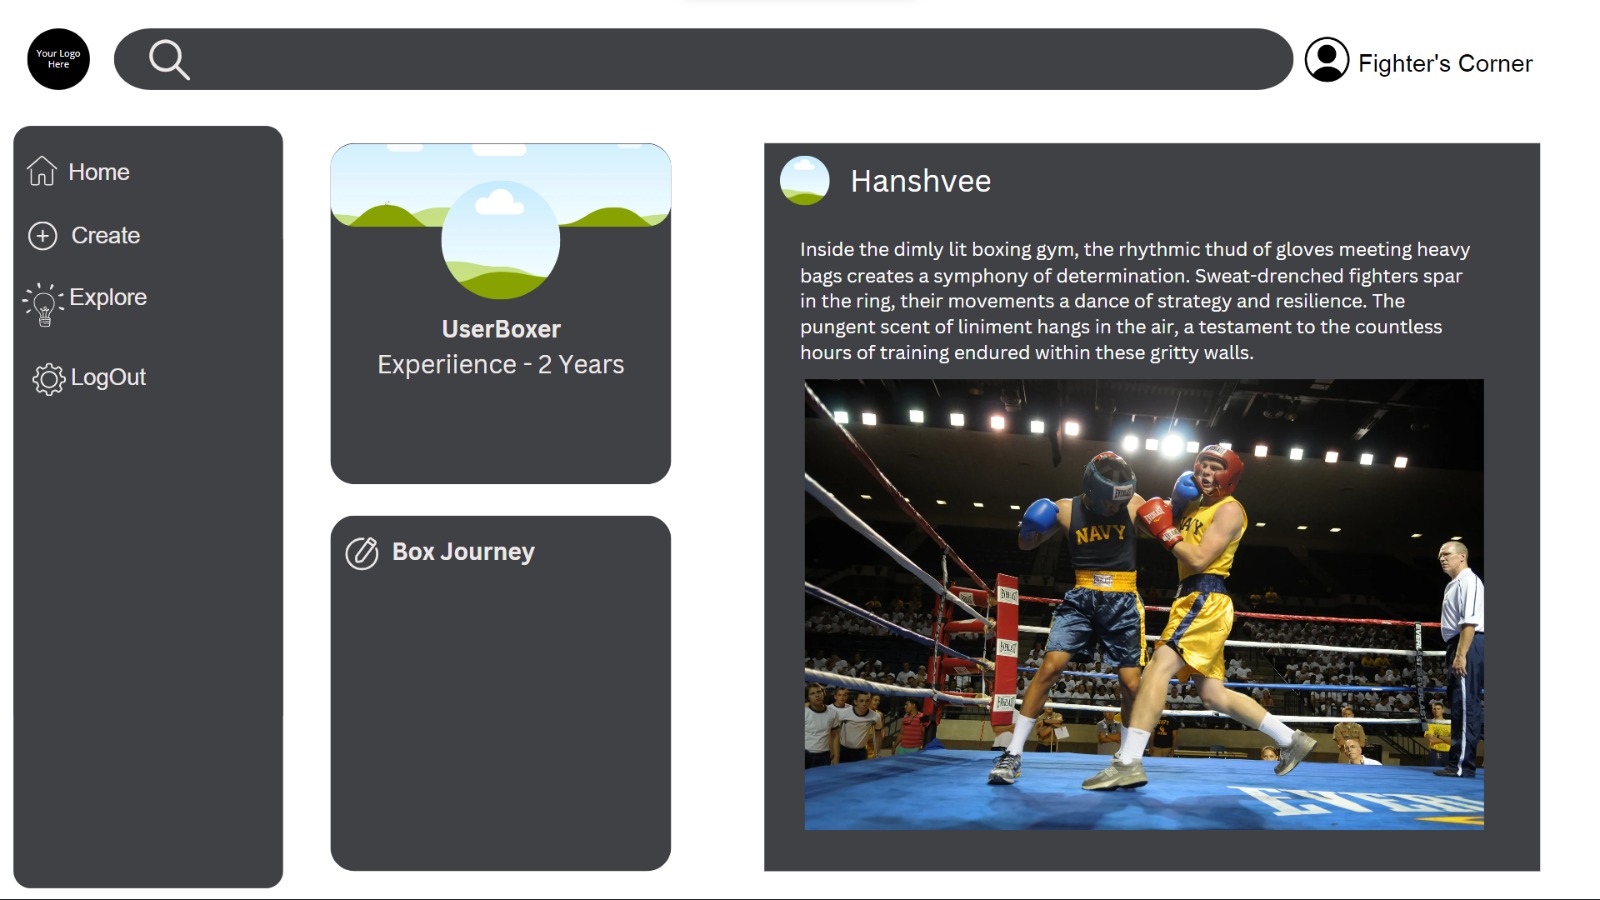 Your Logo
Here
Fighter's Corner
Home
Create
Explore
LogOut
UserBoxer
Experiience - 2 Years
Box Journey
Hanshvee
Inside the dimly lit boxing gym, the rhythmic thud of gloves meeting heavy
bags creates a symphony of determination. Sweat-drenched fighters spar
in the ring, their movements a dance of strategy and resilience. The
pungent scent of liniment hangs in the air, a testament to the countless
hours of training endured within these gritty walls.
NAVY
EVERLAST
EVERLAST
EVERLAST